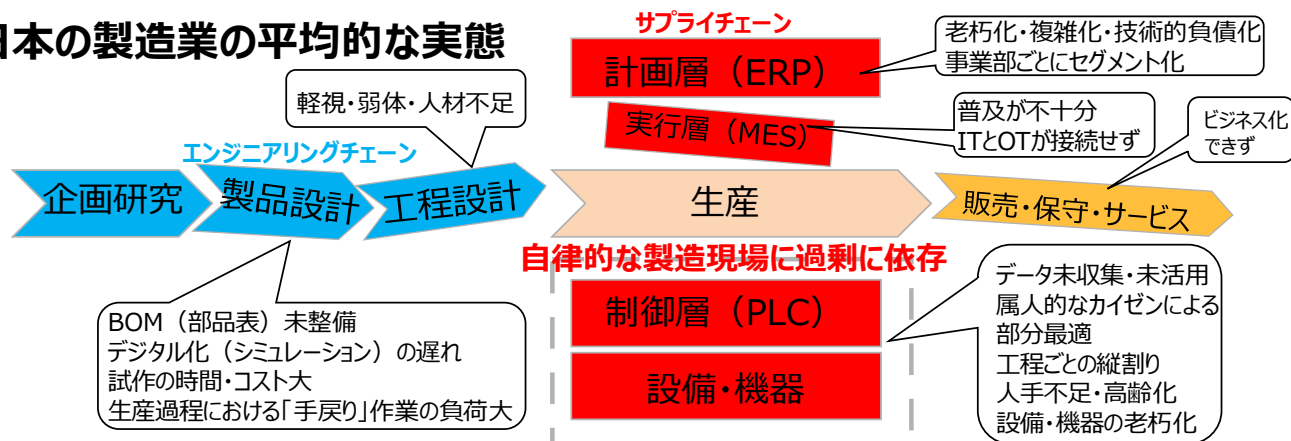 日本の製造業の平均的な実態
サプライチェーン
計画層（ERP）
老朽化・複雑化・技術的負債化
事業部ごとにセグメント化
軽視・弱体・人材不足
実行層（MES）
普及が不十分
ITとOTが接続せず
ビジネス化
できず
エンジニアリングチェーン
企画研究
製品設計
工程設計
生産
販売・保守・サービス
自律的な製造現場に過剰に依存
BOM（部品表）未整備
デジタル化（シミュレーション）の遅れ
試作の時間・コスト大
生産過程における「手戻り」作業の負荷大
制御層（PLC）
設備・機器
データ未収集・未活用
属人的なカイゼンによる
部分最適
工程ごとの縦割り
人手不足・高齢化
設備・機器の老朽化